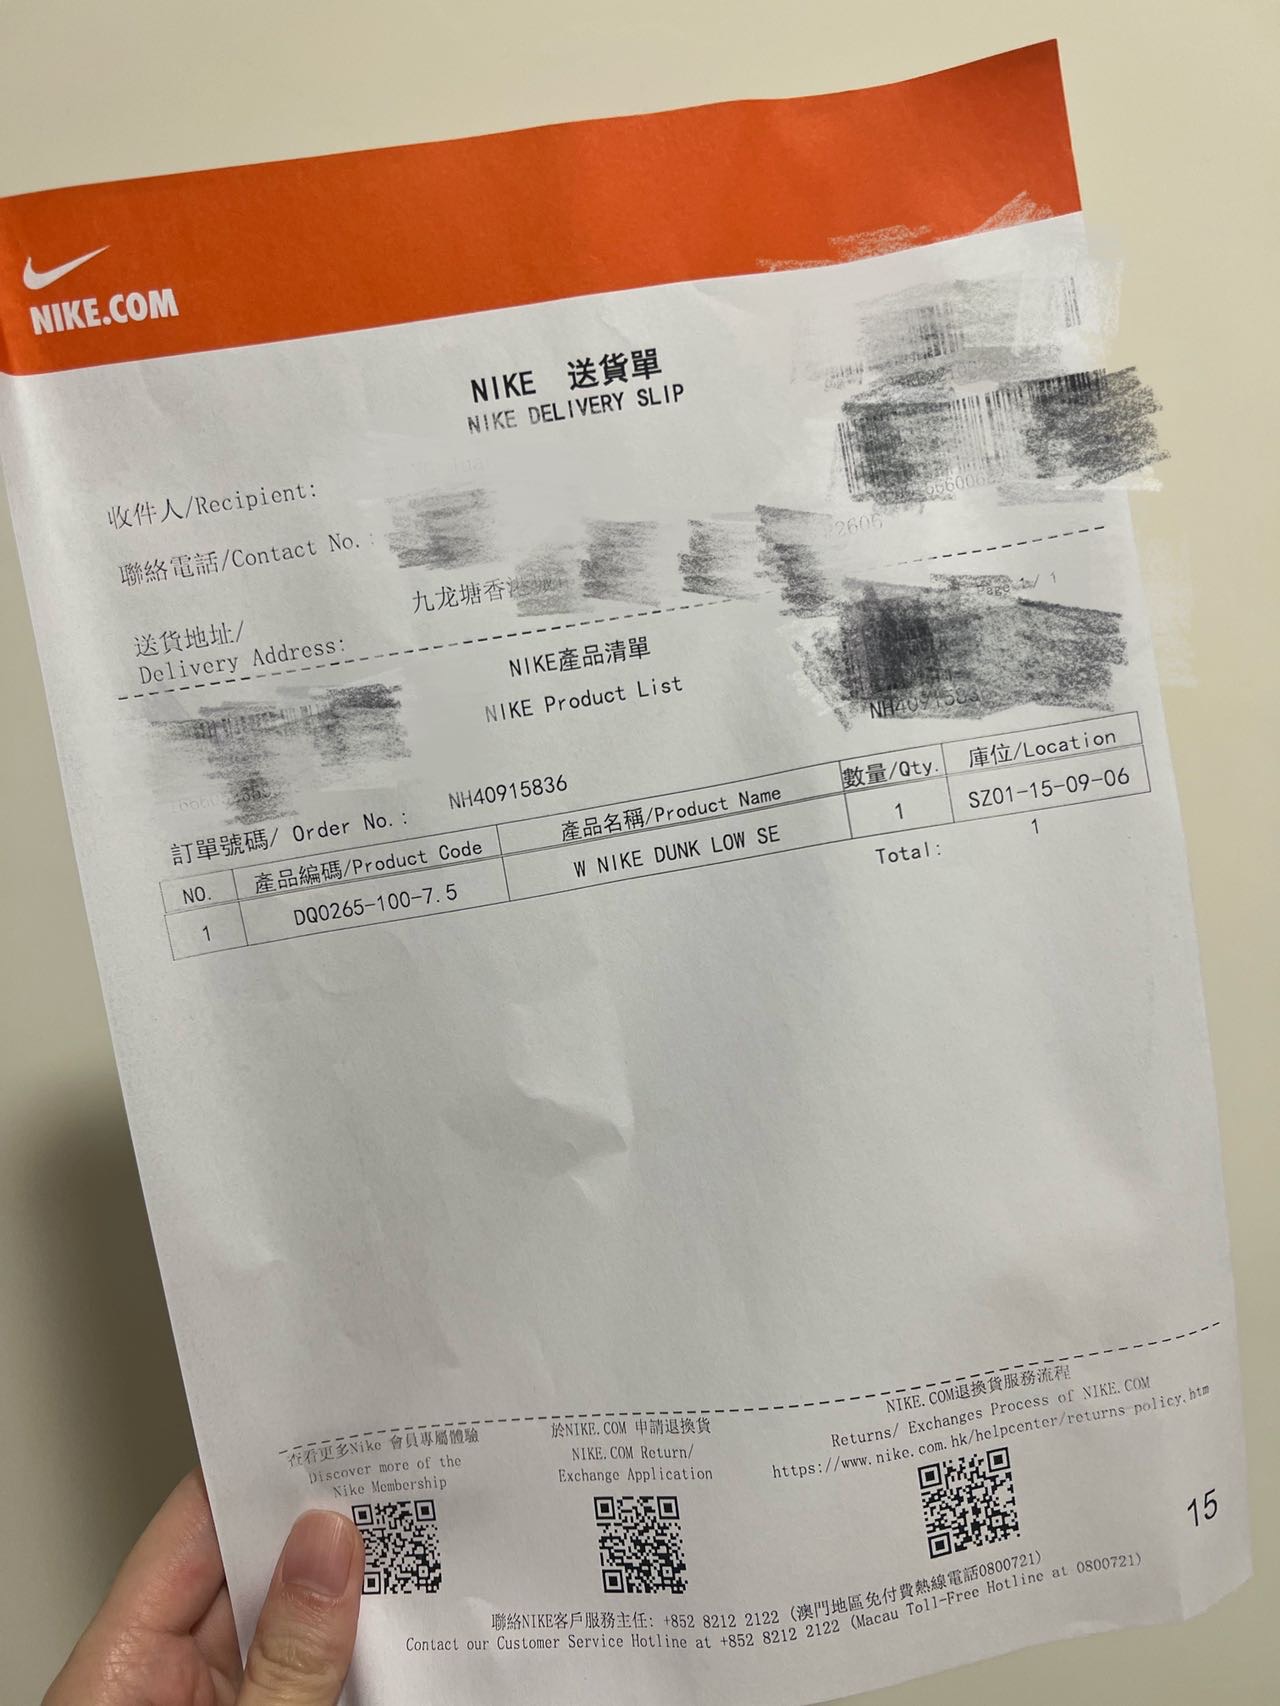 NIKE.COM
NIKE 送貨單
NIKE DELIVERY SLIP
收件人/Recipient:
聯絡電話/Contact No.:
2606
九龙塘香港城
送貨地址/
Delivery Address:
Page 1 / 1
NIKE產品清單
NIKE Product List
NH40915836
訂單號碼/ Order No.: NH40915836
NO. 產品編碼/Product Code 產品名稱/Product Name 數量/Qty. 庫位/Location
1 DQ0265-100-7.5 W NIKE DUNK LOW SE 1 SZ01-15-09-06
Total: 1
查看更多Nike 會員專屬體驗
Discover more of the
Nike Membership
於NIKE.COM 申請退換貨
NIKE.COM Return/
Exchange Application
NIKE.COM退換貨服務流程
Returns/ Exchanges Process of NIKE.COM
https://www.nike.com.hk/helpcenter/returns-policy.htm
15
聯絡NIKE客戶服務主任: +852 8212 2122 (澳門地區免付費熱線電話0800721)
Contact our Customer Service Hotline at +852 8212 2122 (Macau Toll-Free Hotline at 0800721)